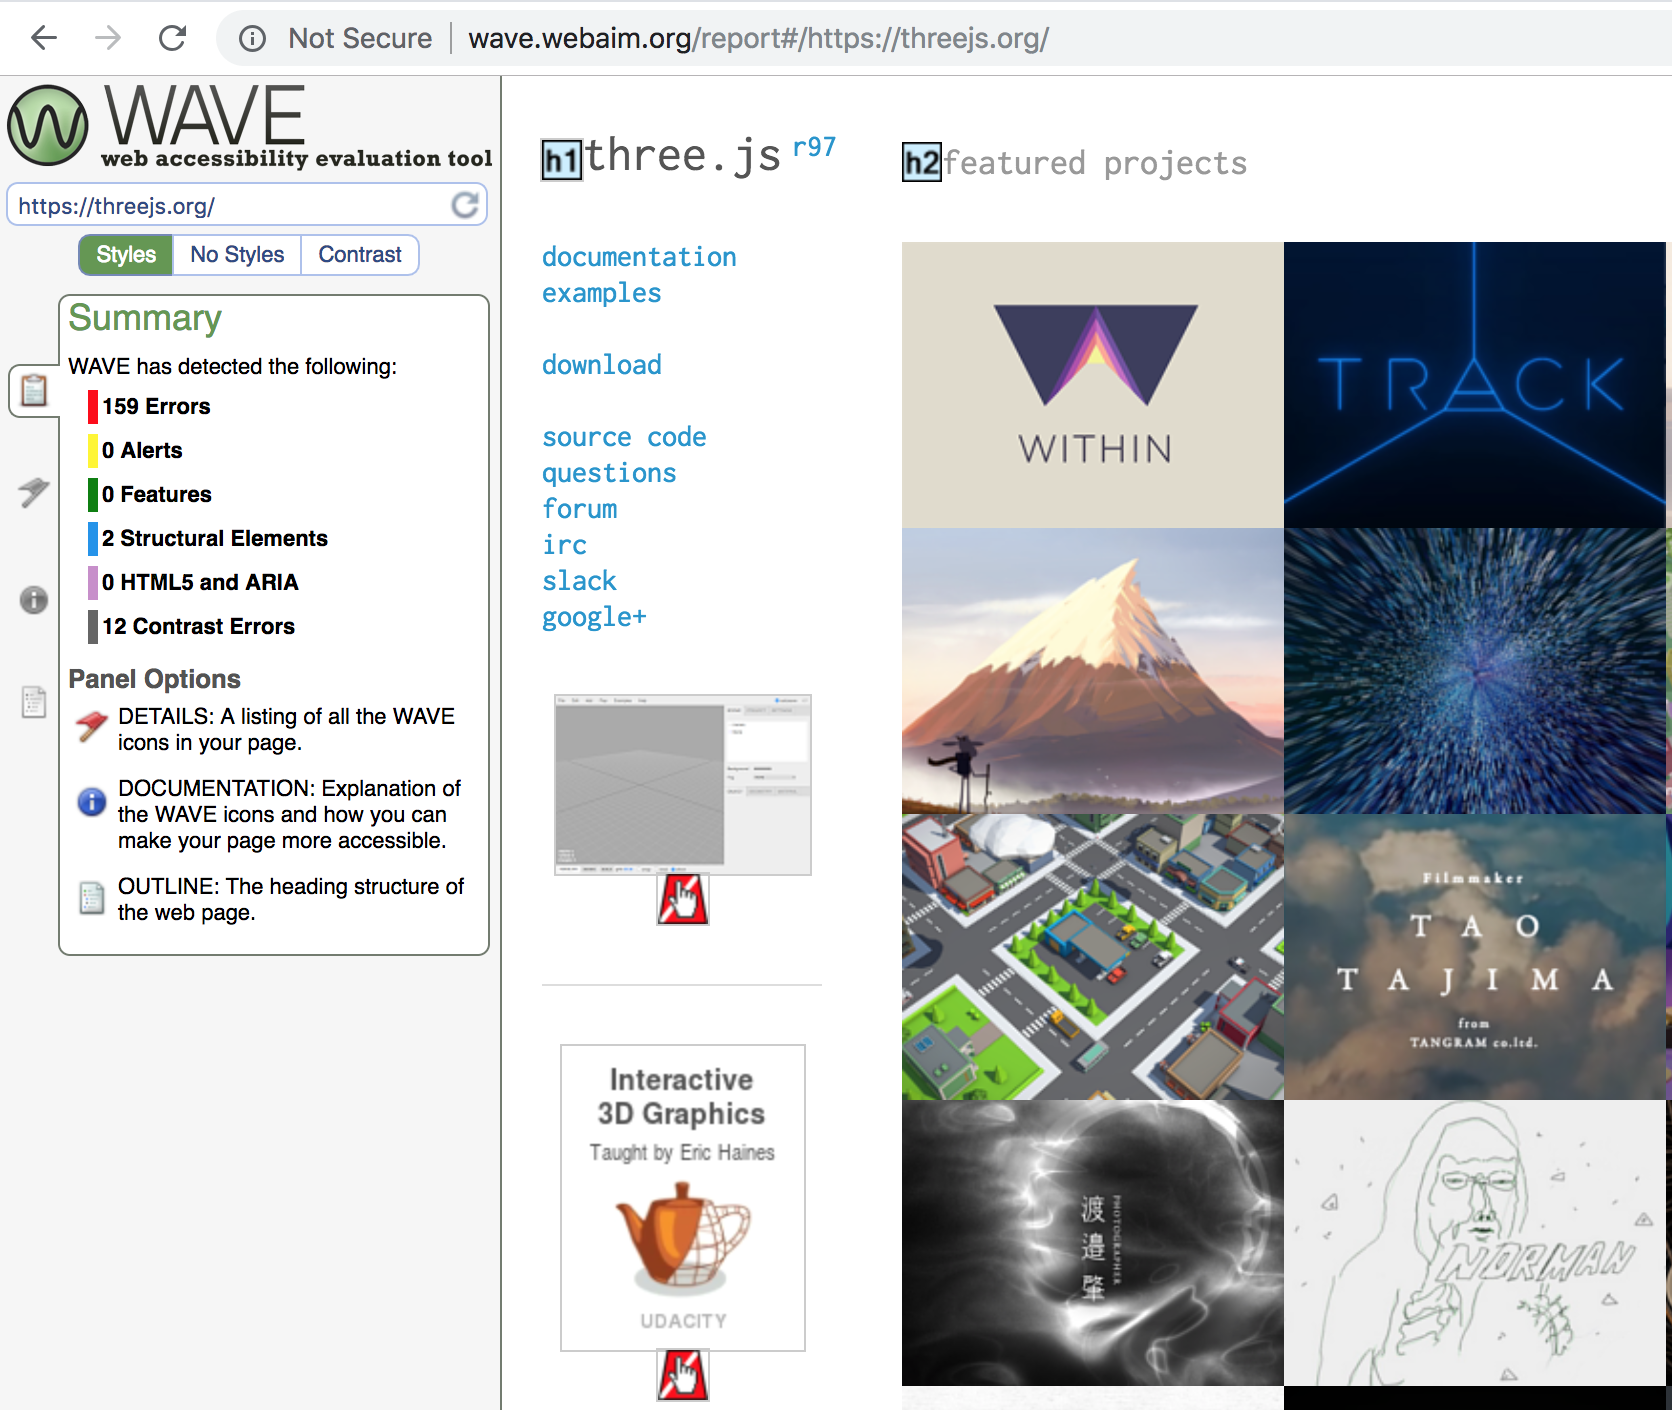 Not Secure
wave.webaim.org/report#/https://threejs.org/
WAVE
web accessibility evaluation tool
https://threejs.org/
Styles
No Styles
Contrast
Summary
WAVE has detected the following:
159 Errors
0 Alerts
0 Features
2 Structural Elements
0 HTML5 and ARIA
12 Contrast Errors
Panel Options
DETAILS: A listing of all the WAVE
icons in your page.
DOCUMENTATION: Explanation of
the WAVE icons and how you can
make your page more accessible.
OUTLINE: The heading structure of
the web page.
h1 three.js r97
documentation
examples
download
source code
questions
forum
irc
slack
google+
Interactive
3D Graphics
Taught by Eric Haines
UDACITY
h2 featured projects
WITHIN
TRACK
Filmmaker
TAO
TAJIMA
from
TANGRAM co.ltd.
渡邉肇
PHOTOGRAPHER
NORMAN